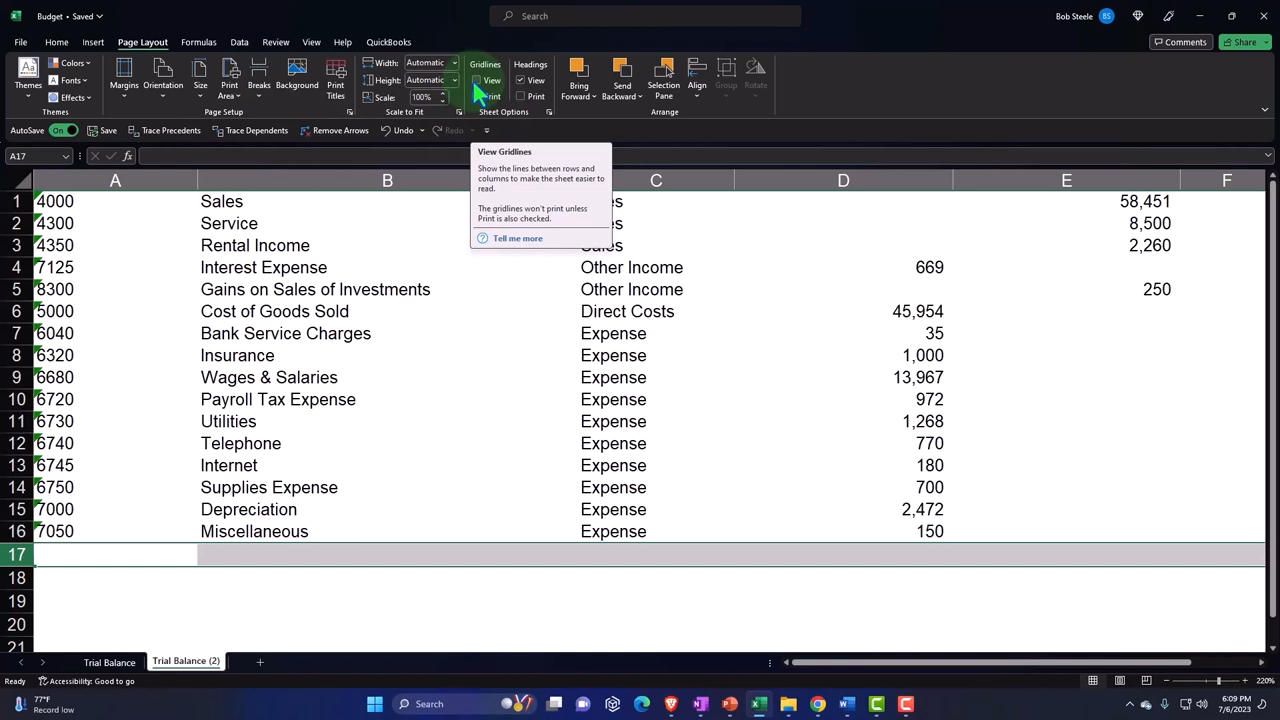 Budget • Saved
Search
Bob Steele BS
File Home Insert Page Layout Formulas Data Review View Help QuickBooks
Comments Share
Themes Colors Fonts Effects Themes
Margins Orientation Size Print Area Breaks Background Print Titles Page Setup
Width: Automatic
Height: Automatic
Scale: 100%
Scale to Fit
Gridlines Headings
View View
Print
Sheet Options
Bring Forward Send Backward Selection Pane Align Group Rotate
Arrange
AutoSave On Save Trace Precedents Trace Dependents Remove Arrows Undo Redo
A17 fx
View Gridlines
Show the lines between rows and
columns to make the sheet easier to
read.
The gridlines won't print unless
Print is also checked.
Tell me more
A B C D E F
1 4000 Sales 58,451
2 4300 Service 8,500
3 4350 Rental Income 2,260
4 7125 Interest Expense Other Income 669
5 8300 Gains on Sales of Investments Other Income 250
6 5000 Cost of Goods Sold Direct Costs 45,954
7 6040 Bank Service Charges Expense 35
8 6320 Insurance Expense 1,000
9 6680 Wages & Salaries Expense 13,967
10 6720 Payroll Tax Expense Expense 972
11 6730 Utilities Expense 1,268
12 6740 Telephone Expense 770
13 6745 Internet Expense 180
14 6750 Supplies Expense Expense 700
15 7000 Depreciation Expense 2,472
16 7050 Miscellaneous Expense 150
17
18
19
20
21
Trial Balance Trial Balance (2)
Ready Accessibility: Good to go 220%
77°F
Record low
Search
6:09 PM
7/6/2023